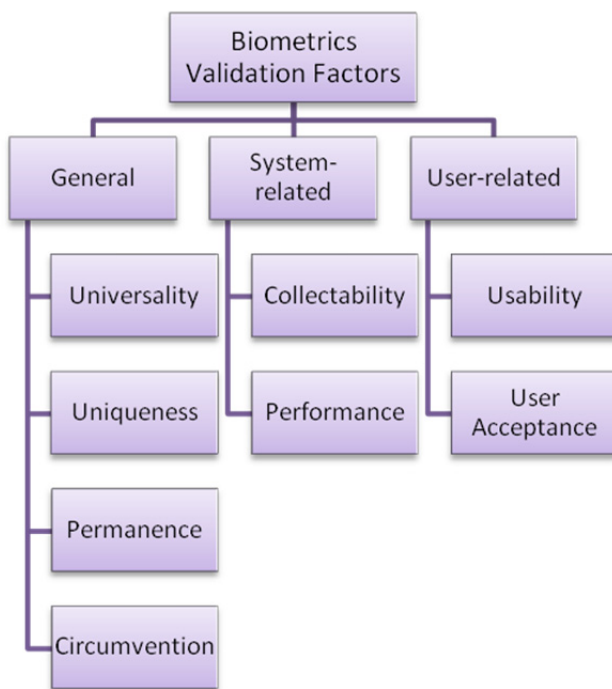 Biometrics
Validation Factors
General
System-
related
User-related
Universality
Collectability
Usability
Uniqueness
Performance
User
Acceptance
Permanence
Circumvention